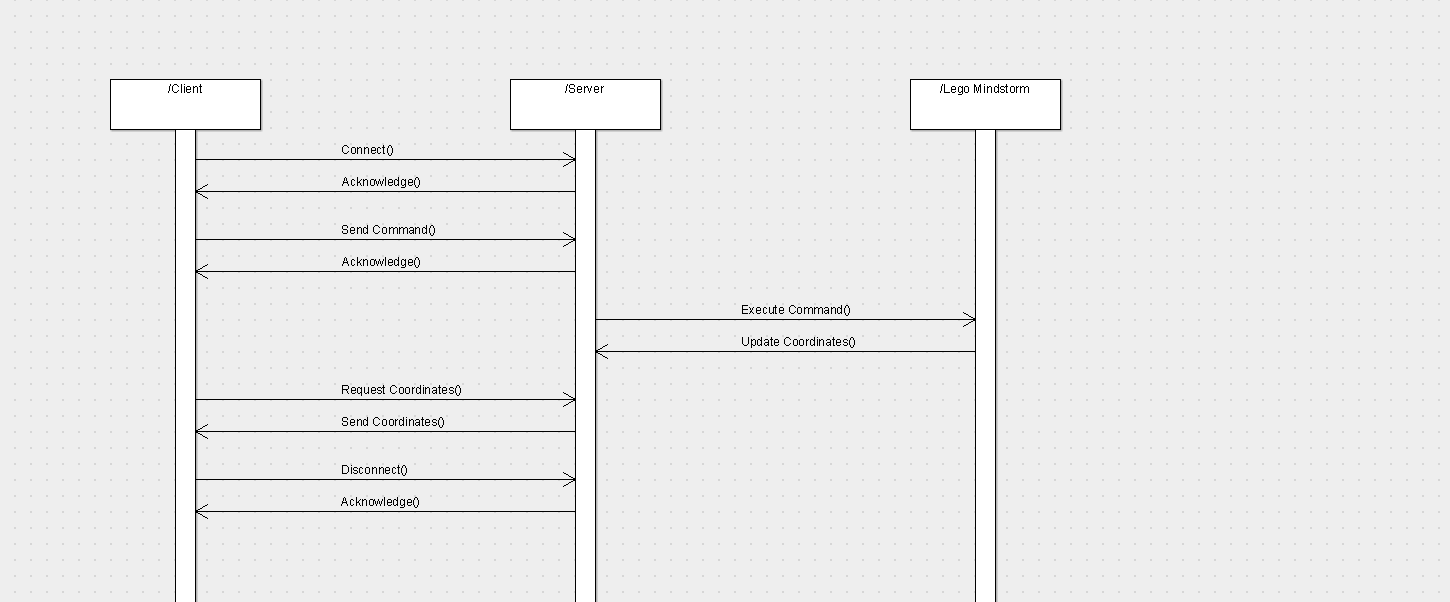 /Client
/Server
/Lego Mindstorm
Connect()
Acknowledge()
Send Command()
Acknowledge()
Execute Command()
Update Coordinates()
Request Coordinates()
Send Coordinates()
Disconnect()
Acknowledge()